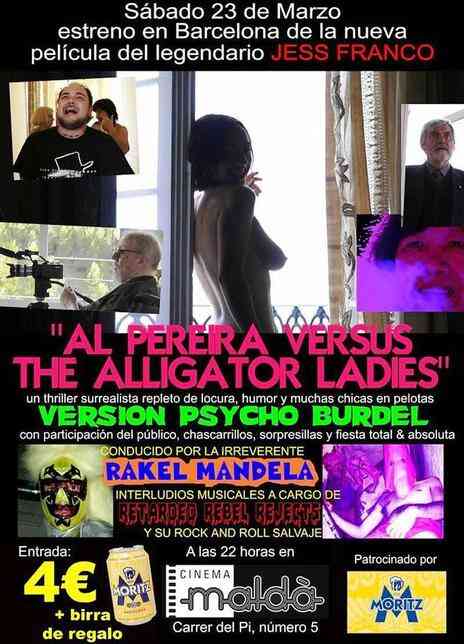 Sábado 23 de Marzo
estreno en Barcelona de la nueva
película del legendario JESS FRANCO
"AL PEREIRA VERSUS
THE ALLIGATOR LADIES"
un thriller surrealista repleto de locura, humor y muchas chicas en pelotas
VERSION PSYCHO BURDEL
con participación del público, chascarrillos, sorpresillas y fiesta total & absoluta
CONDUCIDO POR LA IRREVERENTE
RAKEL MANDELA
INTERLUDIOS MUSICALES A CARGO DE
RETARDED REBEL REJECTS
Y SU ROCK AND ROLL SALVAJE
Entrada:
4€
+ birra
de regalo
MORITZ
A las 22 horas en
CINEMA
maldà
Carrer del Pi, número 5
Patrocinado por
MORITZ